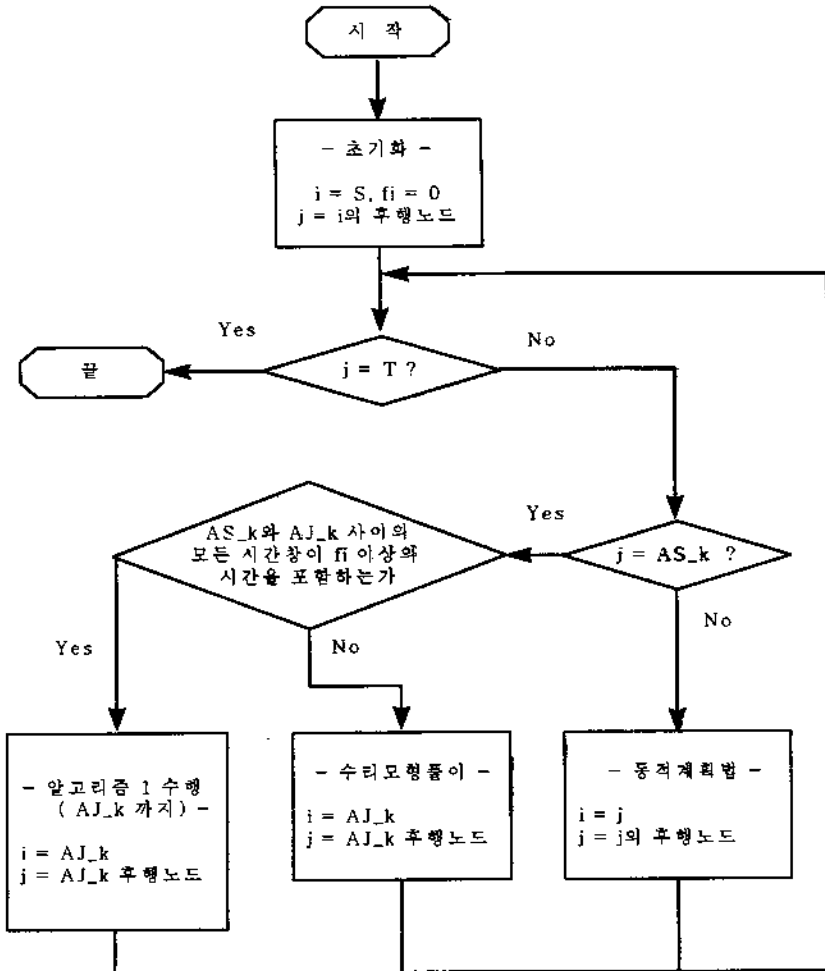 시 작
- 초기화 -
i = S, fi = 0
j = i의 후행노드
Yes
No
끝
j = T ?
AS_k와 AJ_k 사이의
모든 시간창이 fi 이상의
시간을 포함하는가
Yes
j = AS_k ?
Yes
No
No
- 알고리즘 1 수행
( AJ_k 까지) -
i = AJ_k
j = AJ_k 후행노드
- 수리모형풀이 -
i = AJ_k
j = AJ_k 후행노드
- 동적계획법 -
i = j
j = j의 후행노드